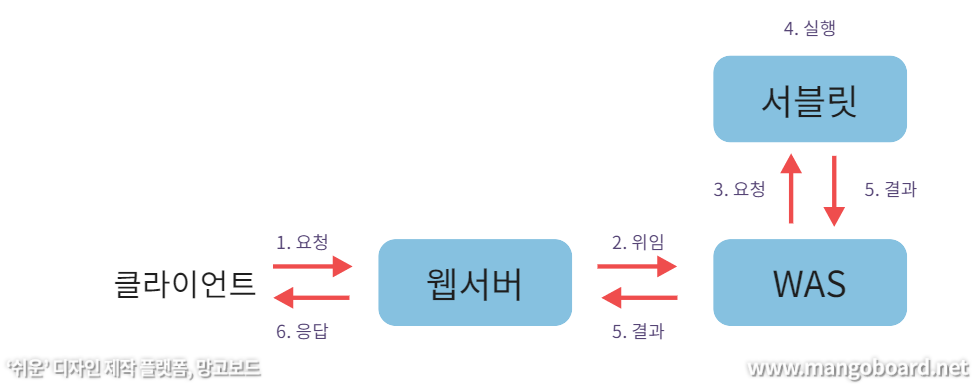 4. 실행
서블릿
3. 요청
5. 결과
1. 요청
2. 위임
클라이언트
웹서버
WAS
6. 응답
5. 결과
‘쉬운’ 디자인 제작 플랫폼, 망고보드
www.mangoboard.net